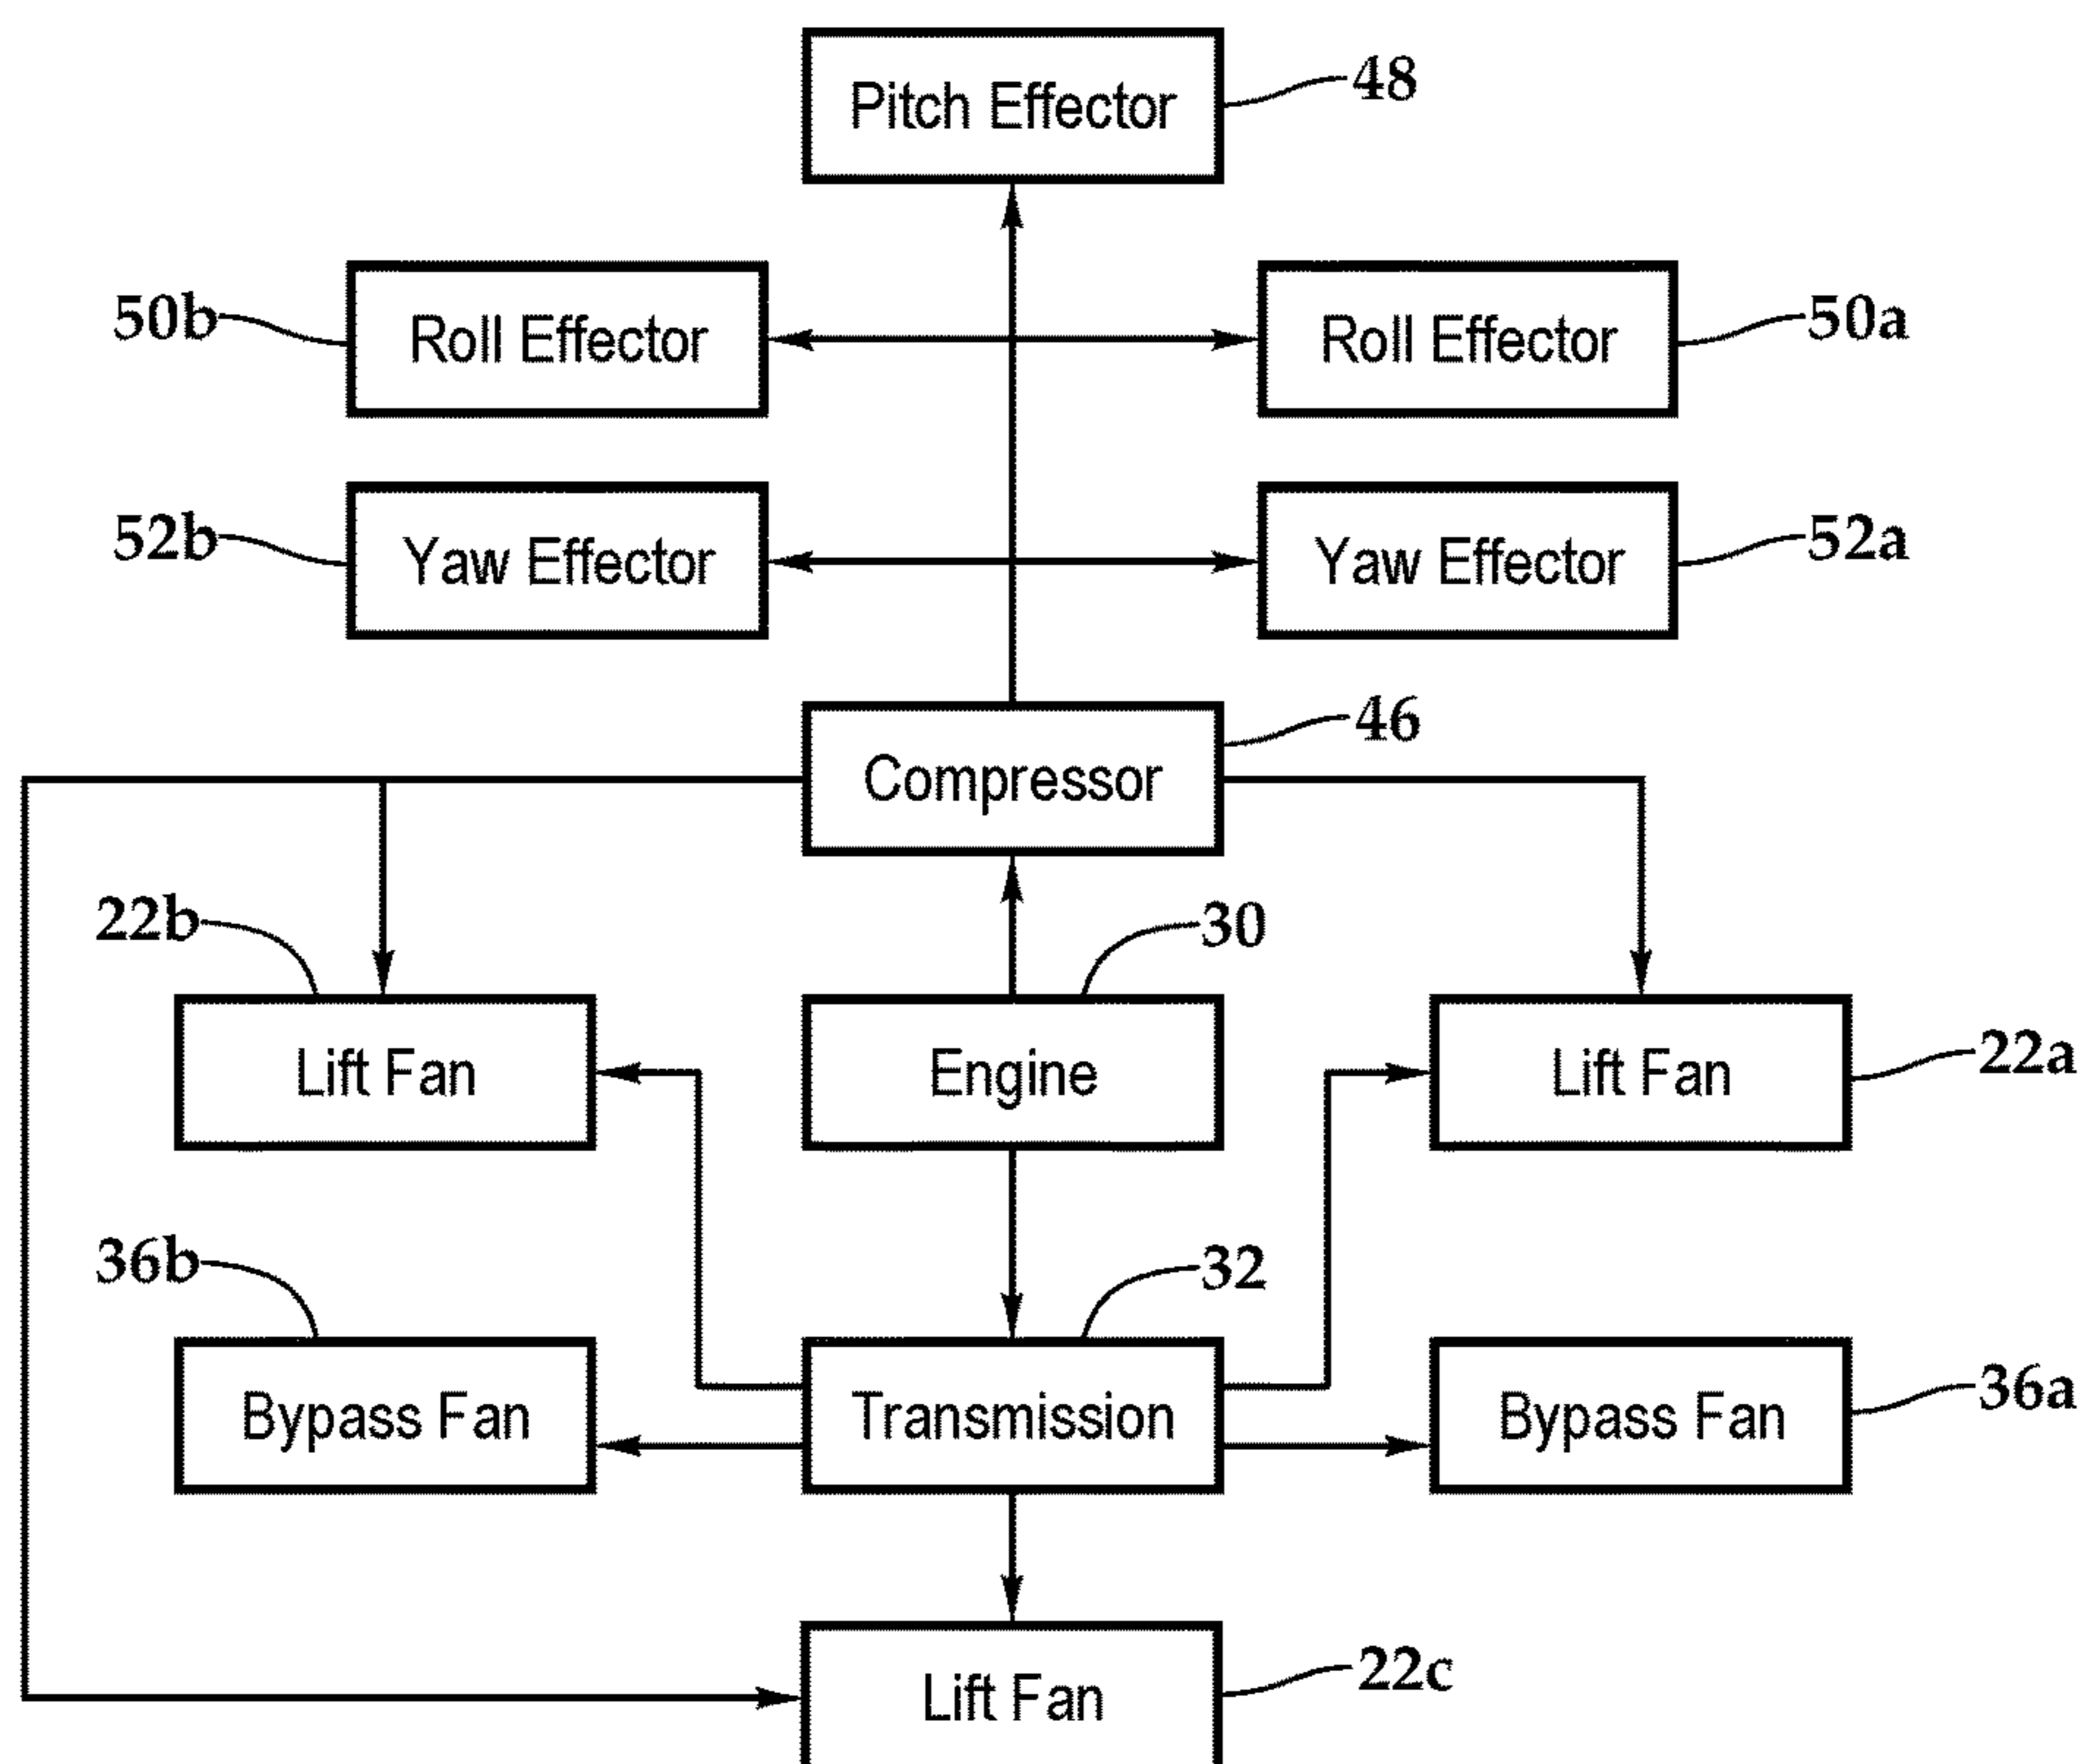 Pitch Effector
48
50b
Roll Effector
Roll Effector
50a
52b
Yaw Effector
Yaw Effector
52a
46
Compressor
22b
30
Lift Fan
Engine
Lift Fan
22a
36b
32
Bypass Fan
Transmission
Bypass Fan
36a
Lift Fan
22c